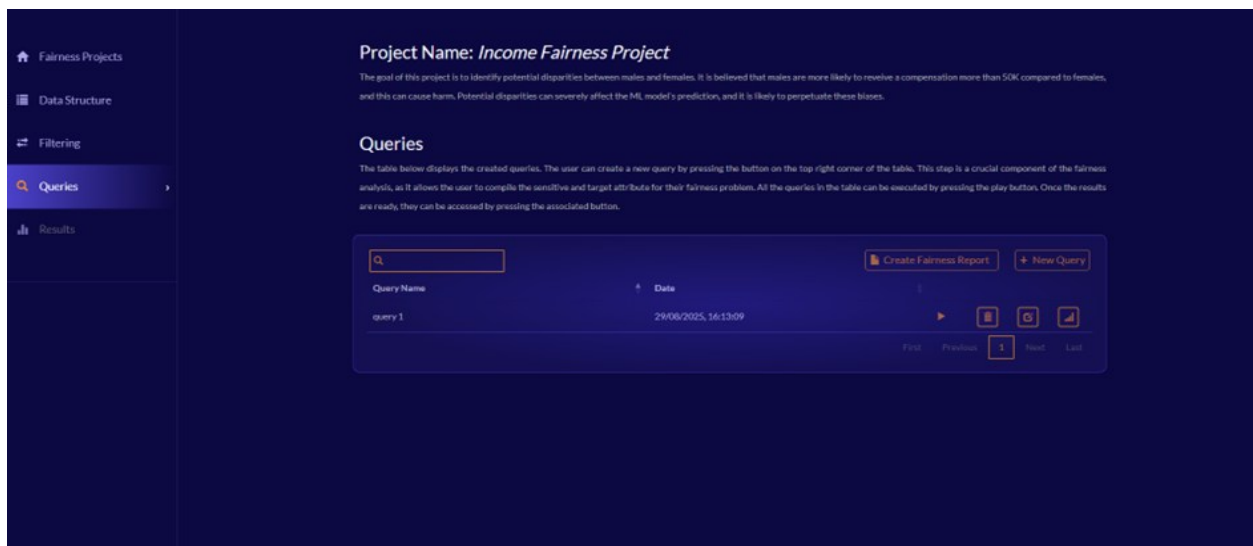 Fairness Projects
Data Structure
Filtering
Queries
Results
Project Name: Income Fairness Project
The goal of this project is to identify potential disparities between males and females. It is believed that males are more likely to reveive a compensation more than 50K compared to females,
and this can cause harm. Potential disparities can severely affect the ML model's prediction, and it is likely to perpetuate these biases.
Queries
The table below displays the created queries. The user can create a new query by pressing the button on the top right corner of the table. This step is a crucial component of the fairness
analysis, as it allows the user to compile the sensitive and target attribute for their fairness problem. All the queries in the table can be executed by pressing the play button. Once the results
are ready, they can be accessed by pressing the associated button.
Create Fairness Report + New Query
Query Name Date
query 1 29/08/2025, 16:13:09
First Previous 1 Next Last